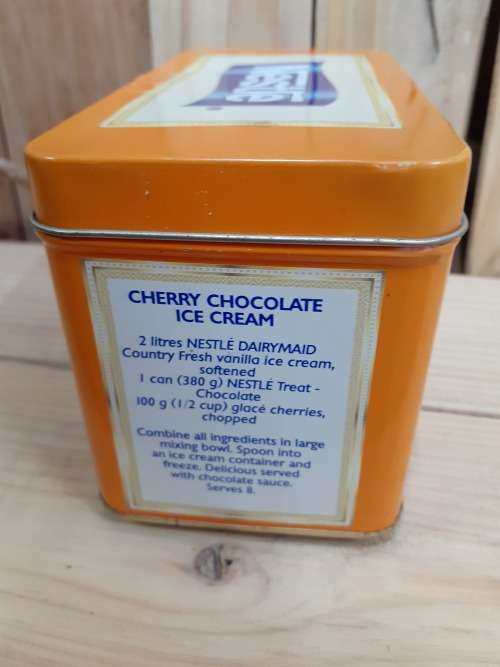 Nestlé
CHERRY CHOCOLATE
ICE CREAM
2 litres NESTLÉ DAIRYMAID
Country Fresh vanilla ice cream,
softened
1 can (380 g) NESTLÉ Treat -
Chocolate
100 g (1/2 cup) glacé cherries,
chopped
Combine all ingredients in large
mixing bowl. Spoon into
an ice cream container and
freeze. Delicious served
with chocolate sauce.
Serves 8.